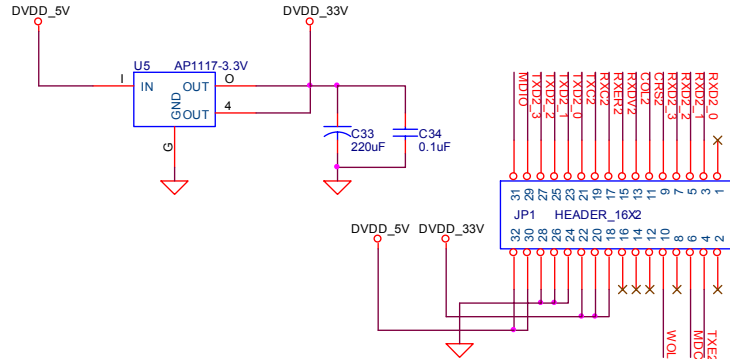 DVDD_5V
DVDD_33V
U5
AP1117-3.3V
I
IN
OUT
O
GND
OUT
4
G
C33
220uF
C34
0.1uF
MDIO
TXD2_3
TXD2_2
TXD2_1
TXD2_0
TXC2
RXC2
RXER2
RXDV2
COL2
CRS2
RXD2_3
RXD2_2
RXD2_1
RXD2_0
31 29 27 25 23 21 19 17 15 13 11 9 7 5 3 1
JP1
HEADER_16X2
32 30 28 26 24 22 20 18 16 14 12 10 8 6 4 2
DVDD_5V
DVDD_33V
WOL
MDC